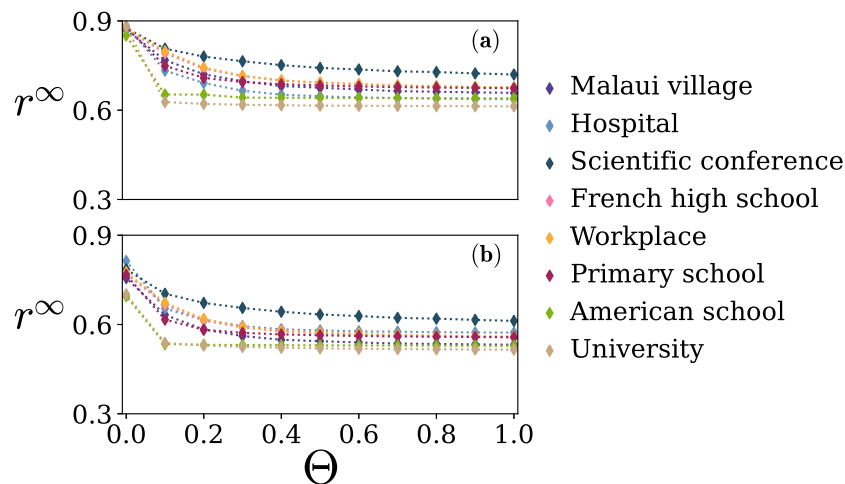 0.9
(a)
r∞
0.6
0.3
0.9
(b)
r∞
0.6
0.3
0.0 0.2 0.4 0.6 0.8 1.0
Θ
Malaui village
Hospital
Scientific conference
French high school
Workplace
Primary school
American school
University